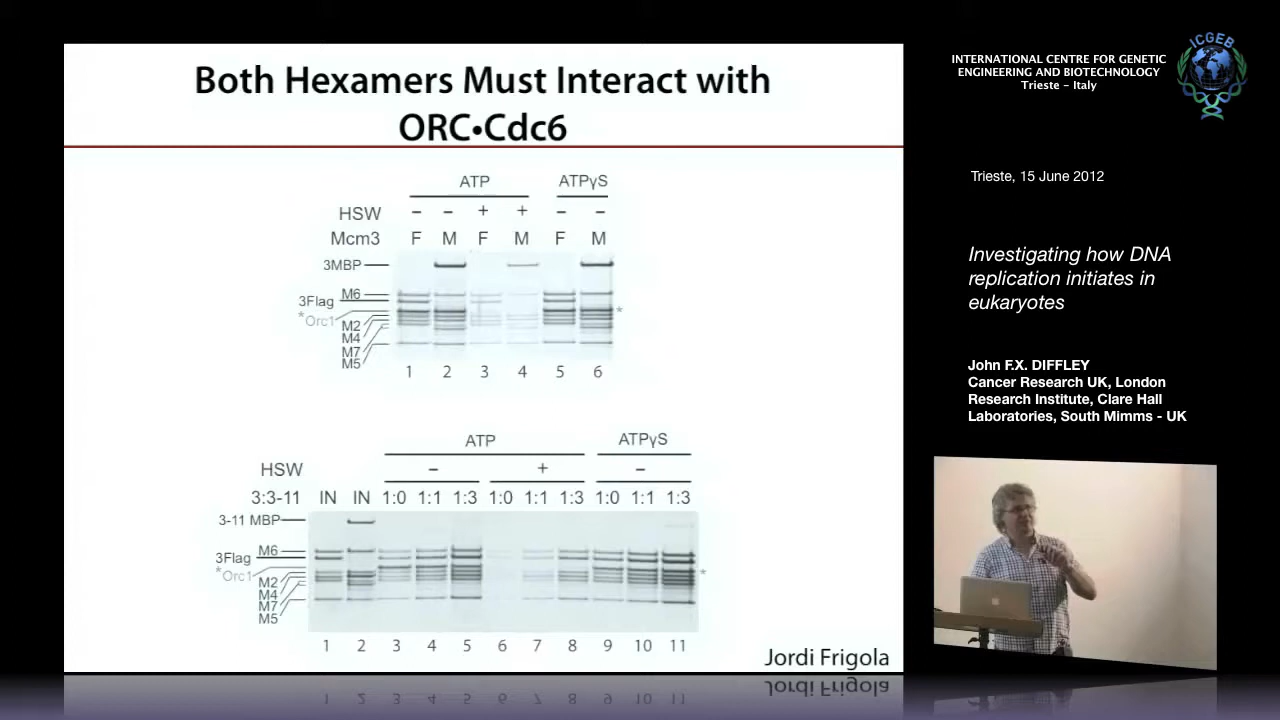 Both Hexamers Must Interact with
ORC•Cdc6
ATP ATPγS
HSW – – + + – –
Mcm3 F M F M F M
3MBP
M6
3Flag
*Orc1
M2
M4
M7
M5
*
1 2 3 4 5 6
ATP ATPγS
HSW – + –
3:3-11 IN IN 1:0 1:1 1:3 1:0 1:1 1:3 1:0 1:1 1:3
3-11 MBP
M6
3Flag
*Orc1
M2
M4
M7
M5
*
1 2 3 4 5 6 7 8 9 10 11
Jordi Frigola
INTERNATIONAL CENTRE FOR GENETIC
ENGINEERING AND BIOTECHNOLOGY
Trieste – Italy
ICGEB
Trieste, 15 June 2012
Investigating how DNA
replication initiates in
eukaryotes
John F.X. DIFFLEY
Cancer Research UK, London
Research Institute, Clare Hall
Laboratories, South Mimms - UK